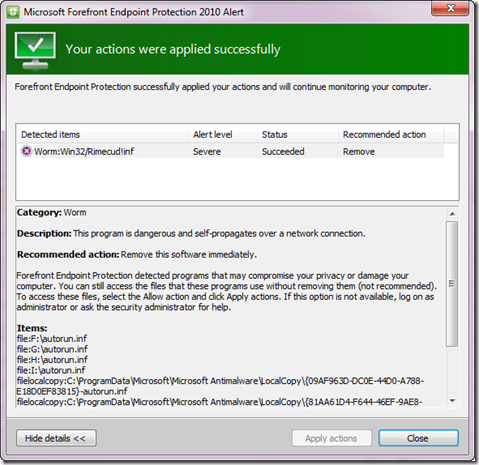 Microsoft Forefront Endpoint Protection 2010 Alert
Your actions were applied successfully
Forefront Endpoint Protection successfully applied your actions and will continue monitoring your computer.
Detected items Alert level Status Recommended action
Worm:Win32/Rimecud!inf Severe Succeeded Remove
Category: Worm
Description: This program is dangerous and self-propagates over a network connection.
Recommended action: Remove this software immediately.
Forefront Endpoint Protection detected programs that may compromise your privacy or damage your
computer. You can still access the files that these programs use without removing them (not recommended).
To access these files, select the Allow action and click Apply actions. If this option is not available, log on as
administrator or ask the security administrator for help.
Items:
file:F:\autorun.inf
file:G:\autorun.inf
file:H:\autorun.inf
file:I:\autorun.inf
filelocalcopy:C:\ProgramData\Microsoft\Microsoft Antimalware\LocalCopy\{09AF963D-DC0E-44D0-A788-
E18D0EF83815}-autorun.inf
filelocalcopy:C:\ProgramData\Microsoft\Microsoft Antimalware\LocalCopy\{81AA61D4-F644-46EF-9AE8-
Hide details << Apply actions Close